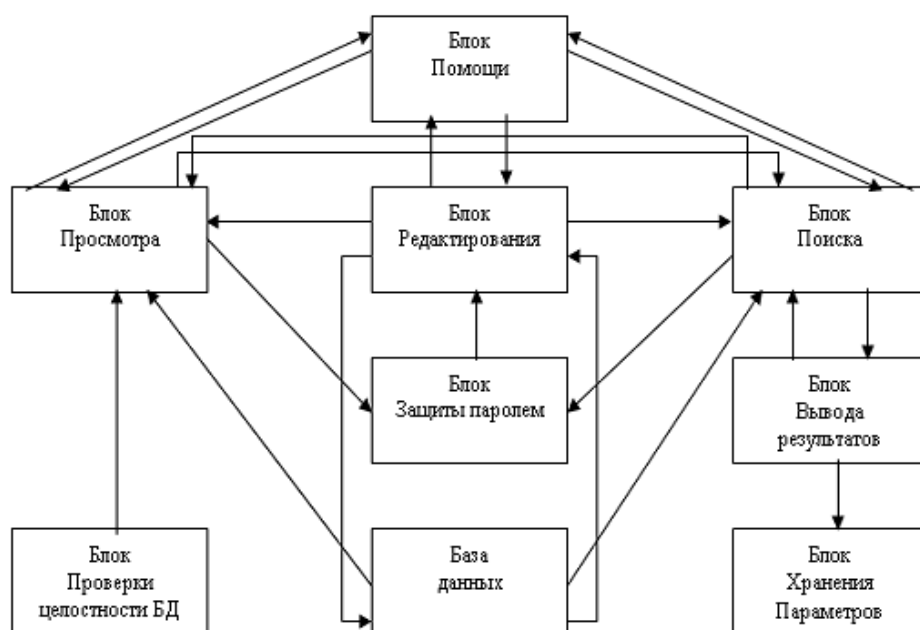 Блок
Помощи
Блок
Просмотра
Блок
Редактирования
Блок
Поиска
Блок
Защиты паролем
Блок
Вывода
результатов
Блок
Проверки
целостности БД
База
данных
Блок
Хранения
Параметров